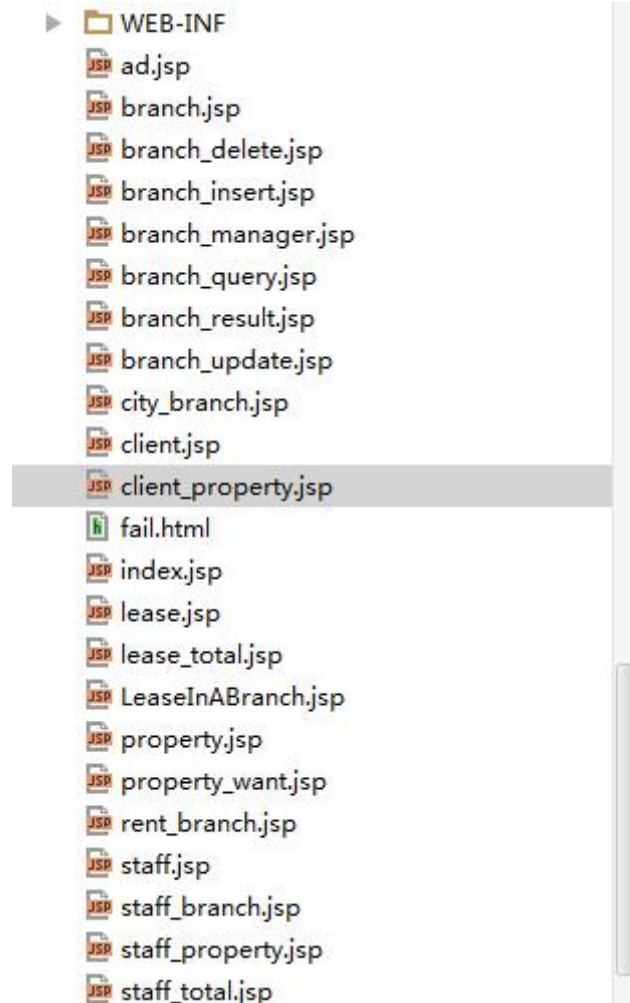 WEB-INF
ad.jsp
branch.jsp
branch_delete.jsp
branch_insert.jsp
branch_manager.jsp
branch_query.jsp
branch_result.jsp
branch_update.jsp
city_branch.jsp
client.jsp
client_property.jsp
fail.html
index.jsp
lease.jsp
lease_total.jsp
LeaseInABranch.jsp
property.jsp
property_want.jsp
rent_branch.jsp
staff.jsp
staff_branch.jsp
staff_property.jsp
staff_total.jsp